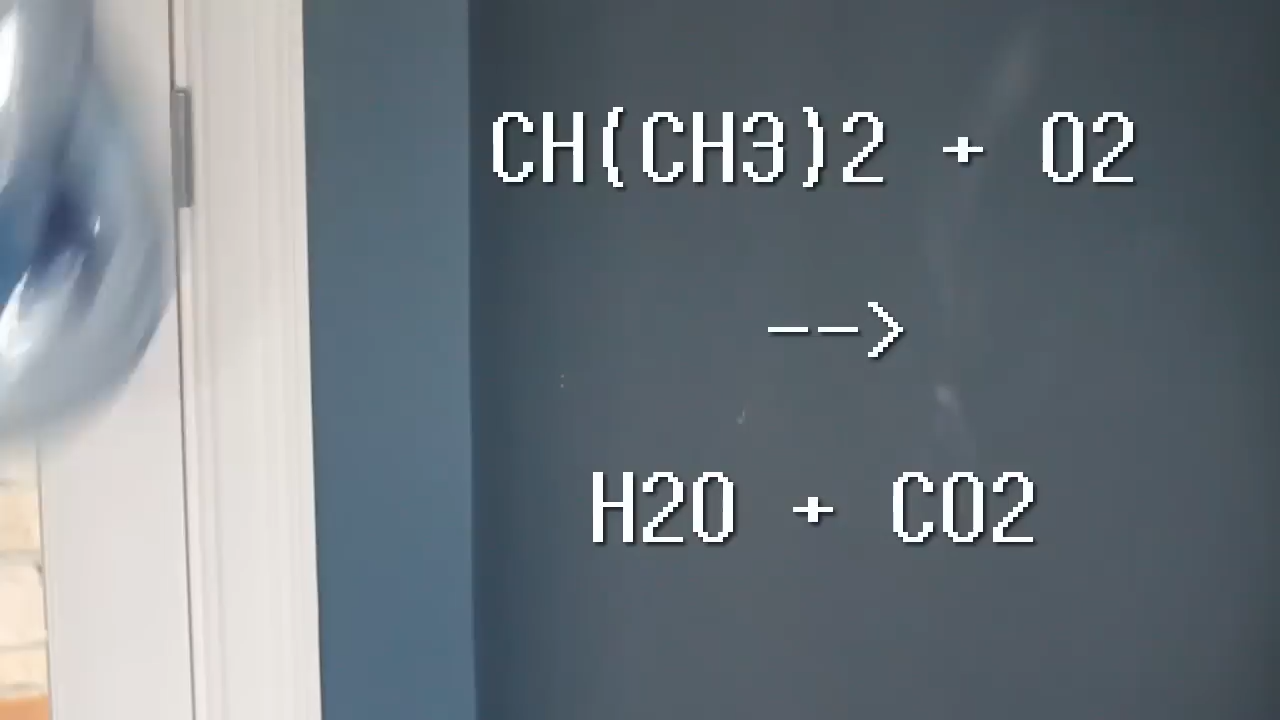 CH(CH3)2 + O2
-->
H2O + CO2